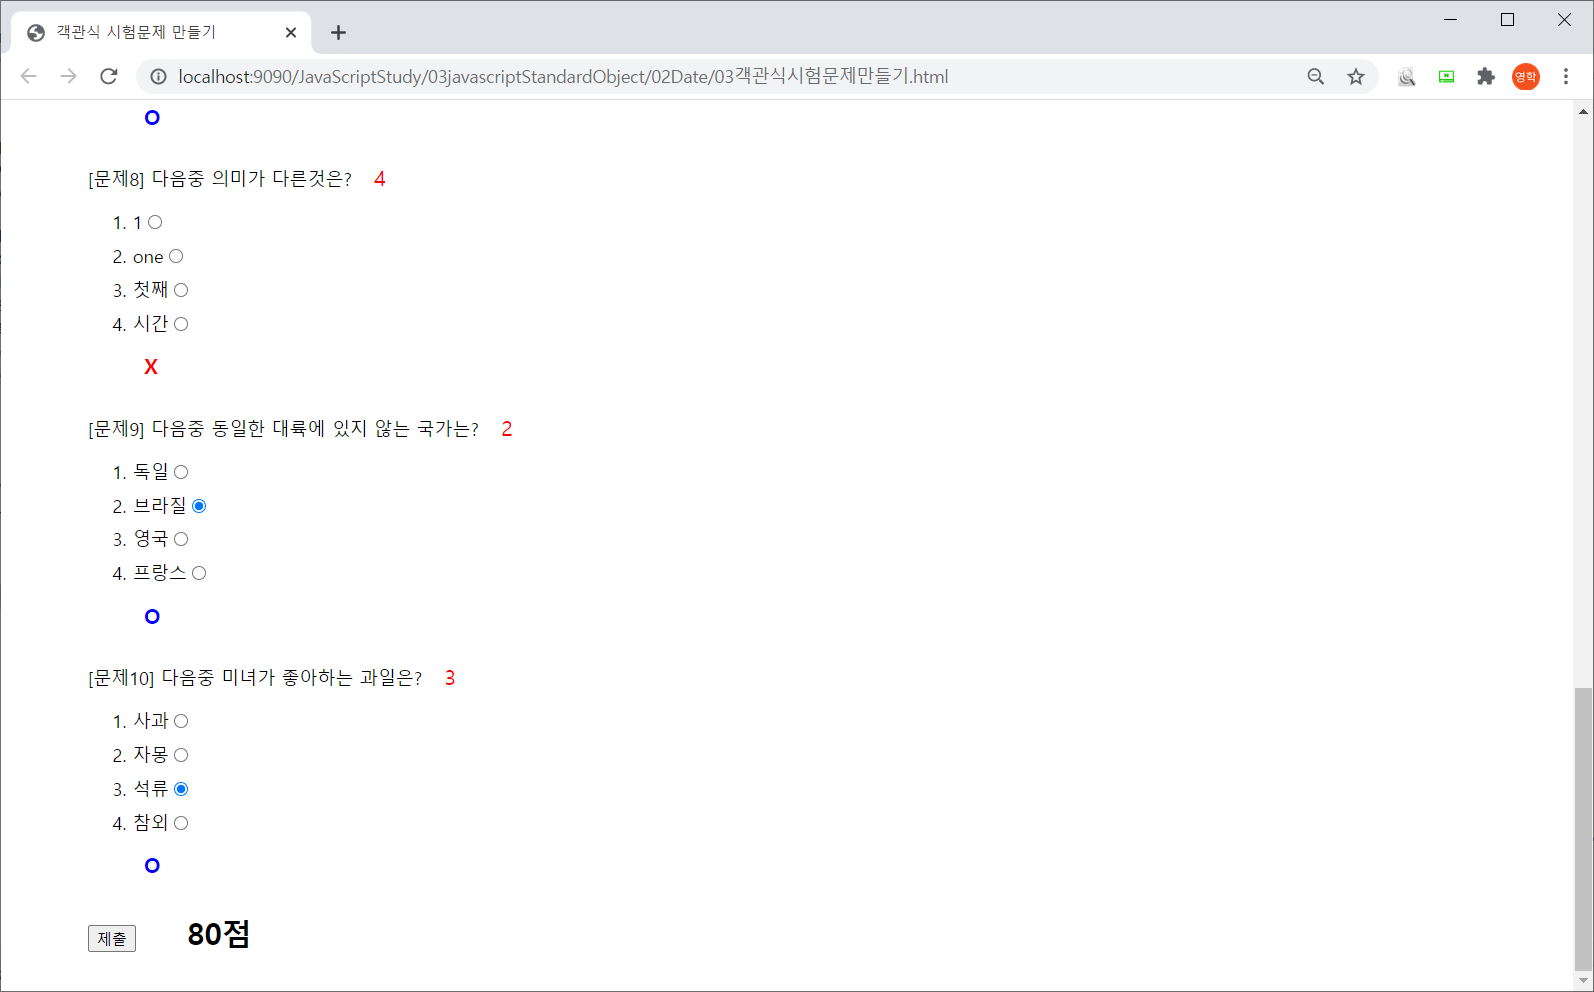 객관식 시험문제 만들기
localhost:9090/JavaScriptStudy/03javascriptStandardObject/02Date/03객관식시험문제만들기.html
영학
O
[문제8] 다음중 의미가 다른것은? 4
1. 1
2. one
3. 첫째
4. 시간
X
[문제9] 다음중 동일한 대륙에 있지 않는 국가는? 2
1. 독일
2. 브라질
3. 영국
4. 프랑스
O
[문제10] 다음중 미녀가 좋아하는 과일은? 3
1. 사과
2. 자몽
3. 석류
4. 참외
O
제출 80점